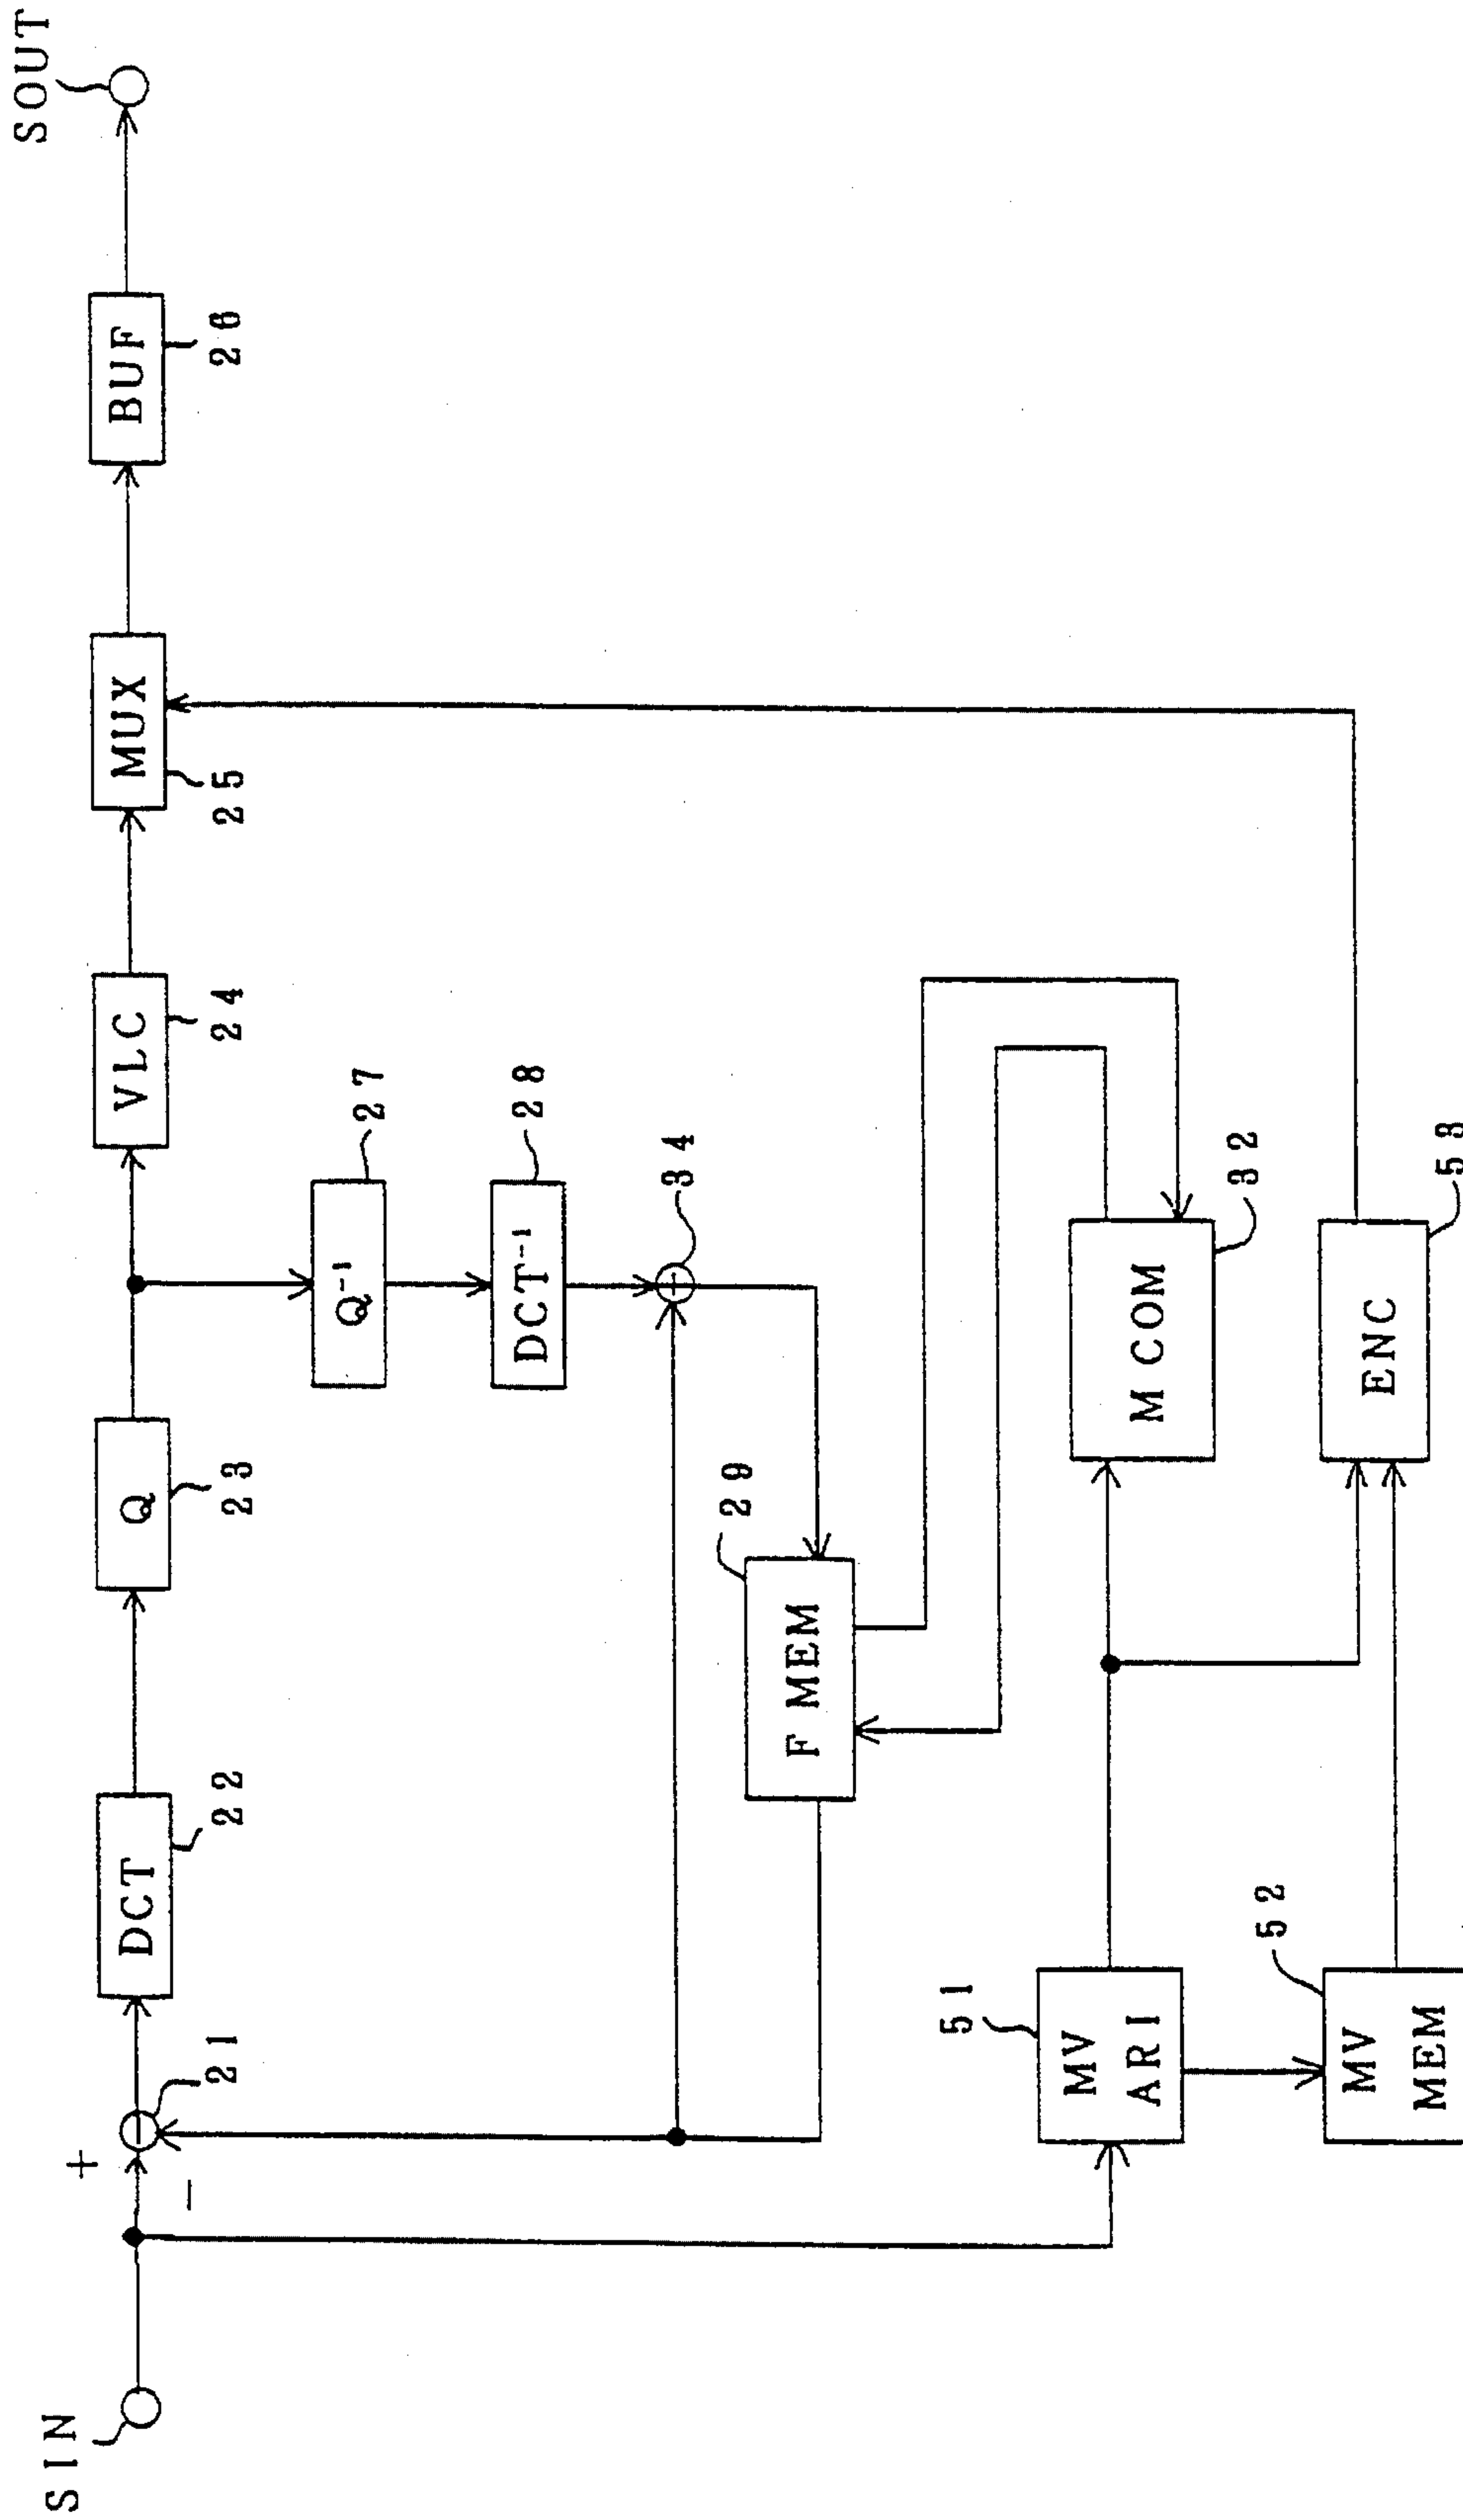 SIN
+
−
21
DCT
22
Q
23
VLC
24
MUX
25
BUF
26
SOUT
Q⁻¹
27
DCT⁻¹
28
+
34
F MEM
29
MV
ARI
51
M COM
32
MV
MEM
52
ENC
53